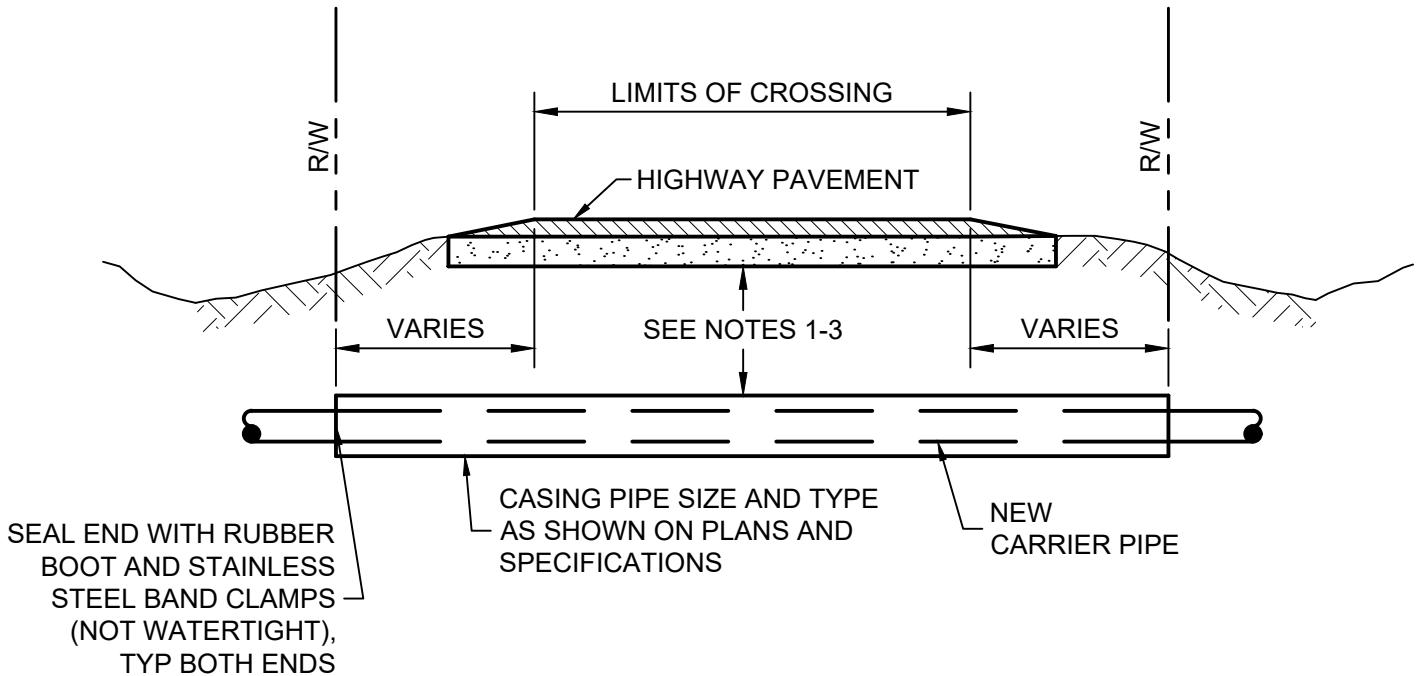 LIMITS OF CROSSING
R/W
R/W
HIGHWAY PAVEMENT
VARIES
SEE NOTES 1-3
VARIES
SEAL END WITH RUBBER
BOOT AND STAINLESS
STEEL BAND CLAMPS
(NOT WATERTIGHT),
TYP BOTH ENDS
CASING PIPE SIZE AND TYPE
AS SHOWN ON PLANS AND
SPECIFICATIONS
NEW
CARRIER PIPE